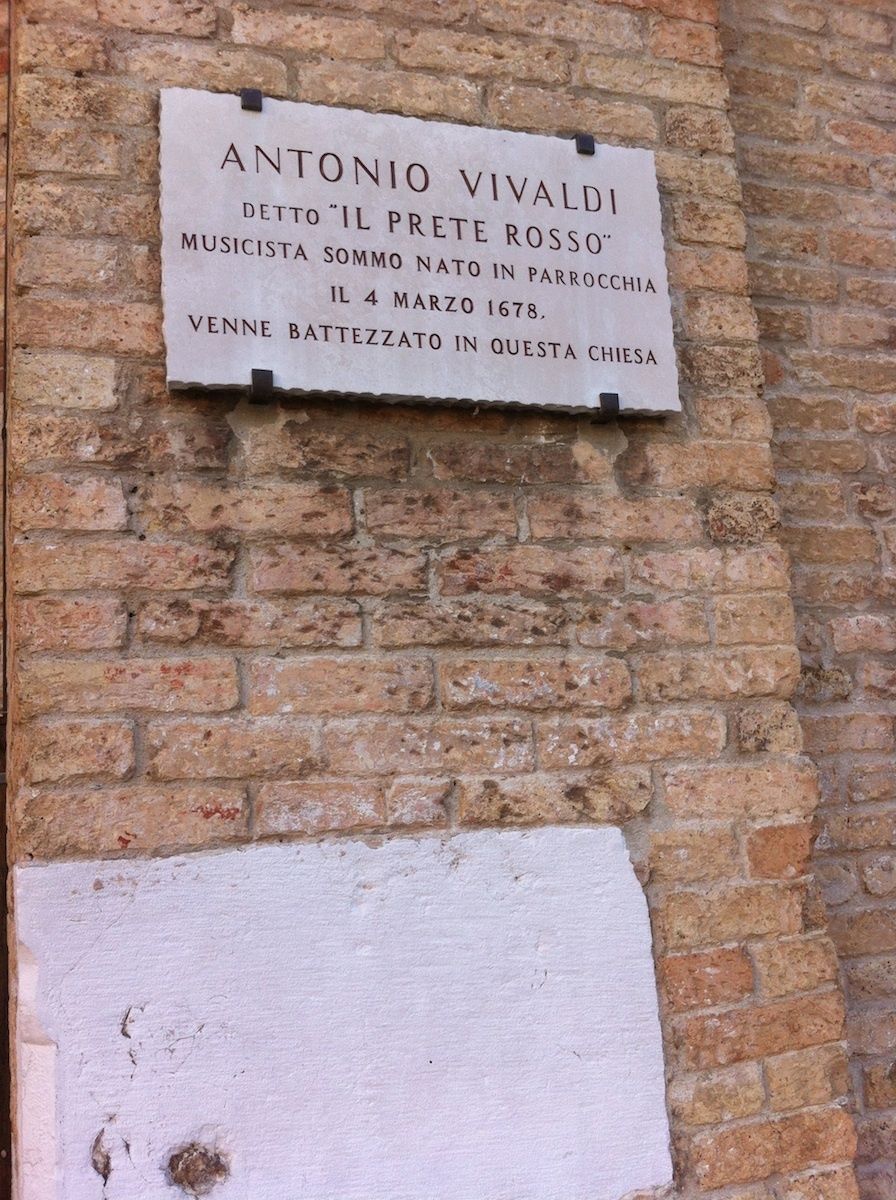 ANTONIO VIVALDI
DETTO "IL PRETE ROSSO"
MUSICISTA SOMMO NATO IN PARROCCHIA
IL 4 MARZO 1678.
VENNE BATTEZZATO IN QUESTA CHIESA